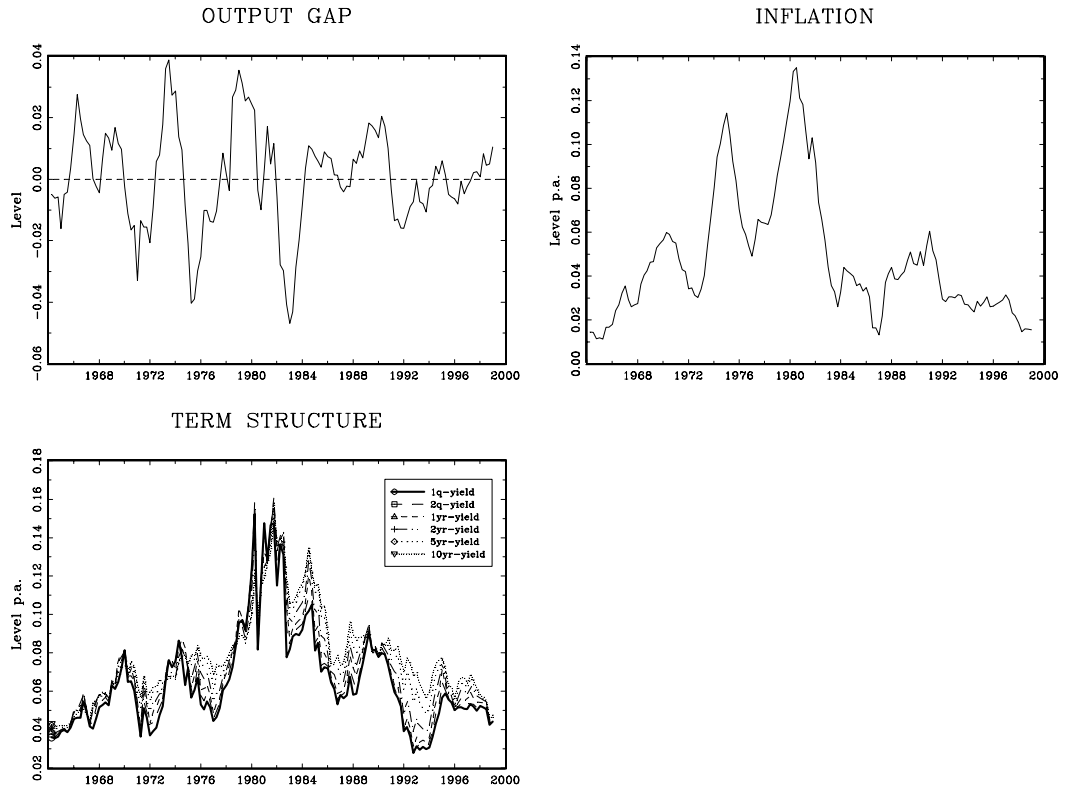 OUTPUT GAP
Level
0.04
0.02
0.00
−0.02
−0.04
−0.06
1968 1972 1976 1980 1984 1988 1992 1996 2000
INFLATION
Level p.a.
0.14
0.12
0.10
0.08
0.06
0.04
0.02
0.00
1968 1972 1976 1980 1984 1988 1992 1996 2000
TERM STRUCTURE
Level p.a.
0.18
0.16
0.14
0.12
0.10
0.08
0.06
0.04
0.02
1q−yield
2q−yield
1yr−yield
2yr−yield
5yr−yield
10yr−yield
1968 1972 1976 1980 1984 1988 1992 1996 2000